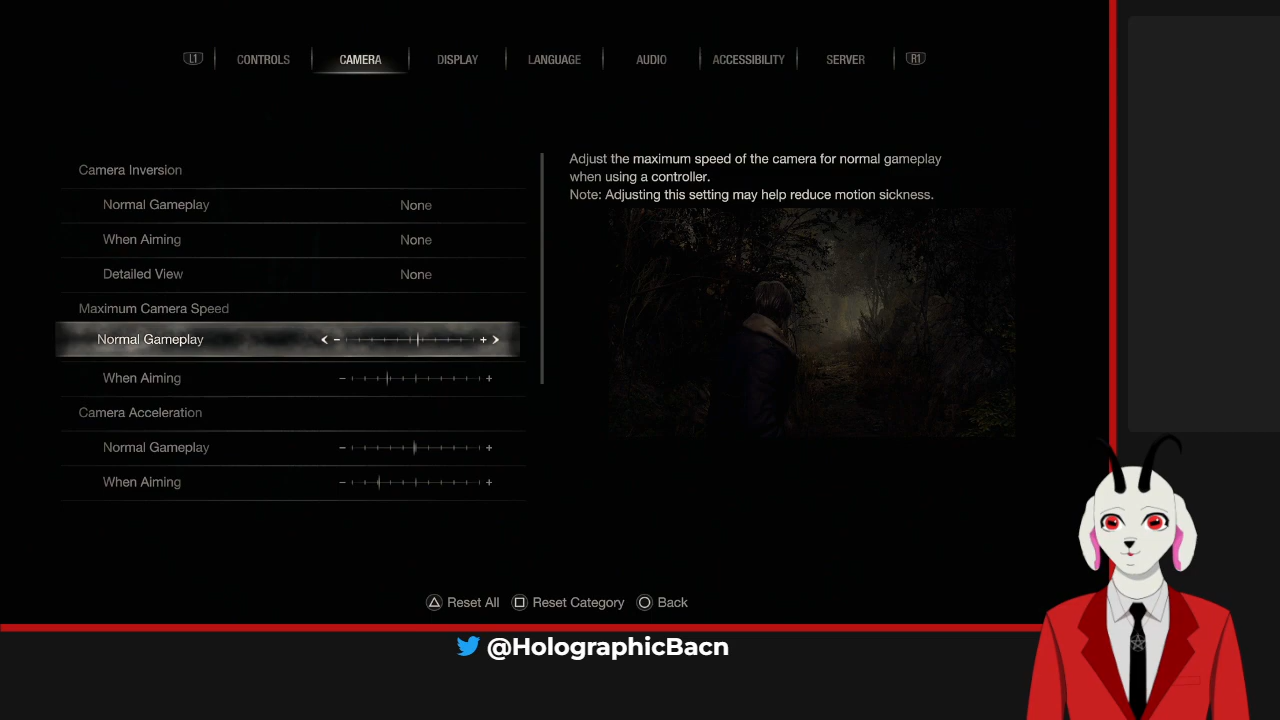 L1 CONTROLS CAMERA DISPLAY LANGUAGE AUDIO ACCESSIBILITY SERVER R1
Camera Inversion
Normal Gameplay None
When Aiming None
Detailed View None
Maximum Camera Speed
Normal Gameplay - +
When Aiming - +
Camera Acceleration
Normal Gameplay - +
When Aiming - +
Adjust the maximum speed of the camera for normal gameplay
when using a controller.
Note: Adjusting this setting may help reduce motion sickness.
Reset All Reset Category Back
@HolographicBacn